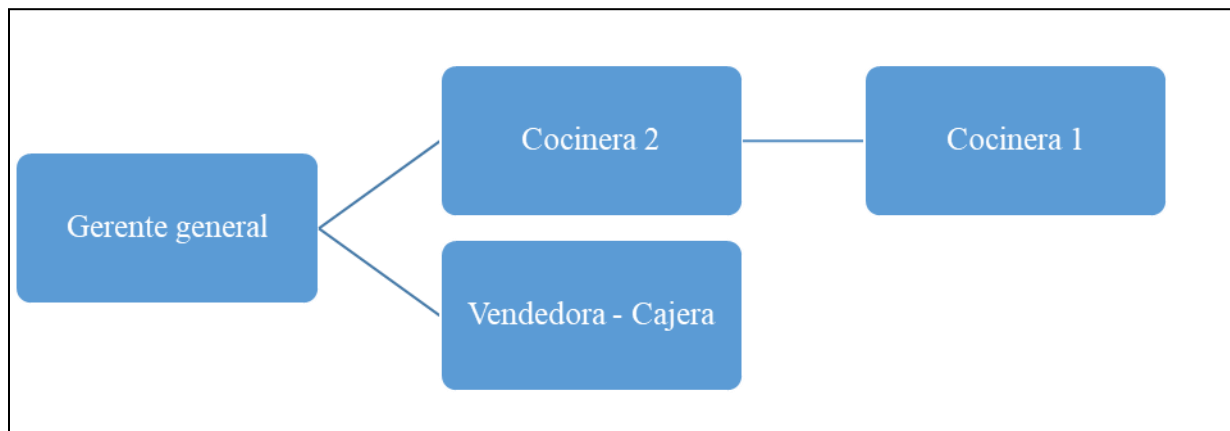 Cocinera 2
Cocinera 1
Gerente general
Vendedora - Cajera